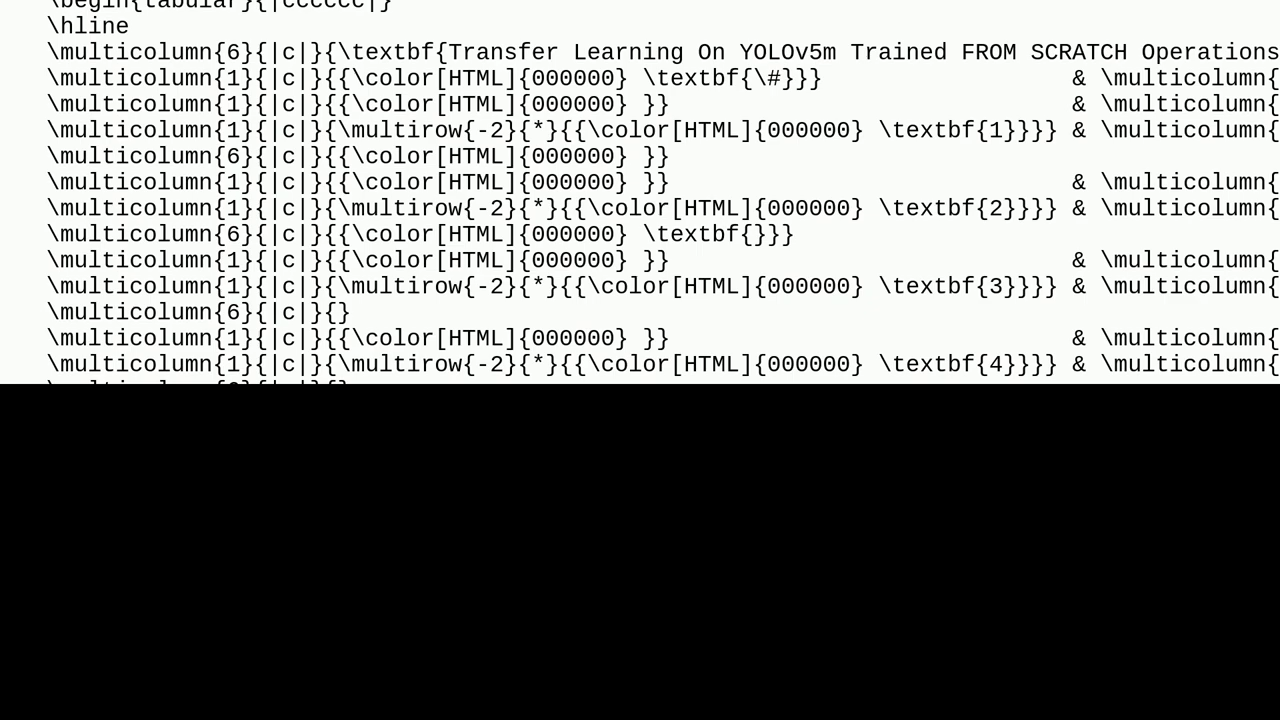 \begin{tabular}{|cccccc|}
\hline
\multicolumn{6}{|c|}{\textbf{Transfer Learning On YOLOv5m Trained FROM SCRATCH Operations
\multicolumn{1}{|c|}{{\color[HTML]{000000} \textbf{\#}}} & \multicolumn{
\multicolumn{1}{|c|}{{\color[HTML]{000000} }} & \multicolumn{
\multicolumn{1}{|c|}{\multirow{-2}{*}{{\color[HTML]{000000} \textbf{1}}}} & \multicolumn{
\multicolumn{6}{|c|}{{\color[HTML]{000000} }}
\multicolumn{1}{|c|}{{\color[HTML]{000000} }} & \multicolumn{
\multicolumn{1}{|c|}{\multirow{-2}{*}{{\color[HTML]{000000} \textbf{2}}}} & \multicolumn{
\multicolumn{6}{|c|}{{\color[HTML]{000000} \textbf{}}}
\multicolumn{1}{|c|}{{\color[HTML]{000000} }} & \multicolumn{
\multicolumn{1}{|c|}{\multirow{-2}{*}{{\color[HTML]{000000} \textbf{3}}}} & \multicolumn{
\multicolumn{6}{|c|}{}
\multicolumn{1}{|c|}{{\color[HTML]{000000} }} & \multicolumn{
\multicolumn{1}{|c|}{\multirow{-2}{*}{{\color[HTML]{000000} \textbf{4}}}} & \multicolumn{